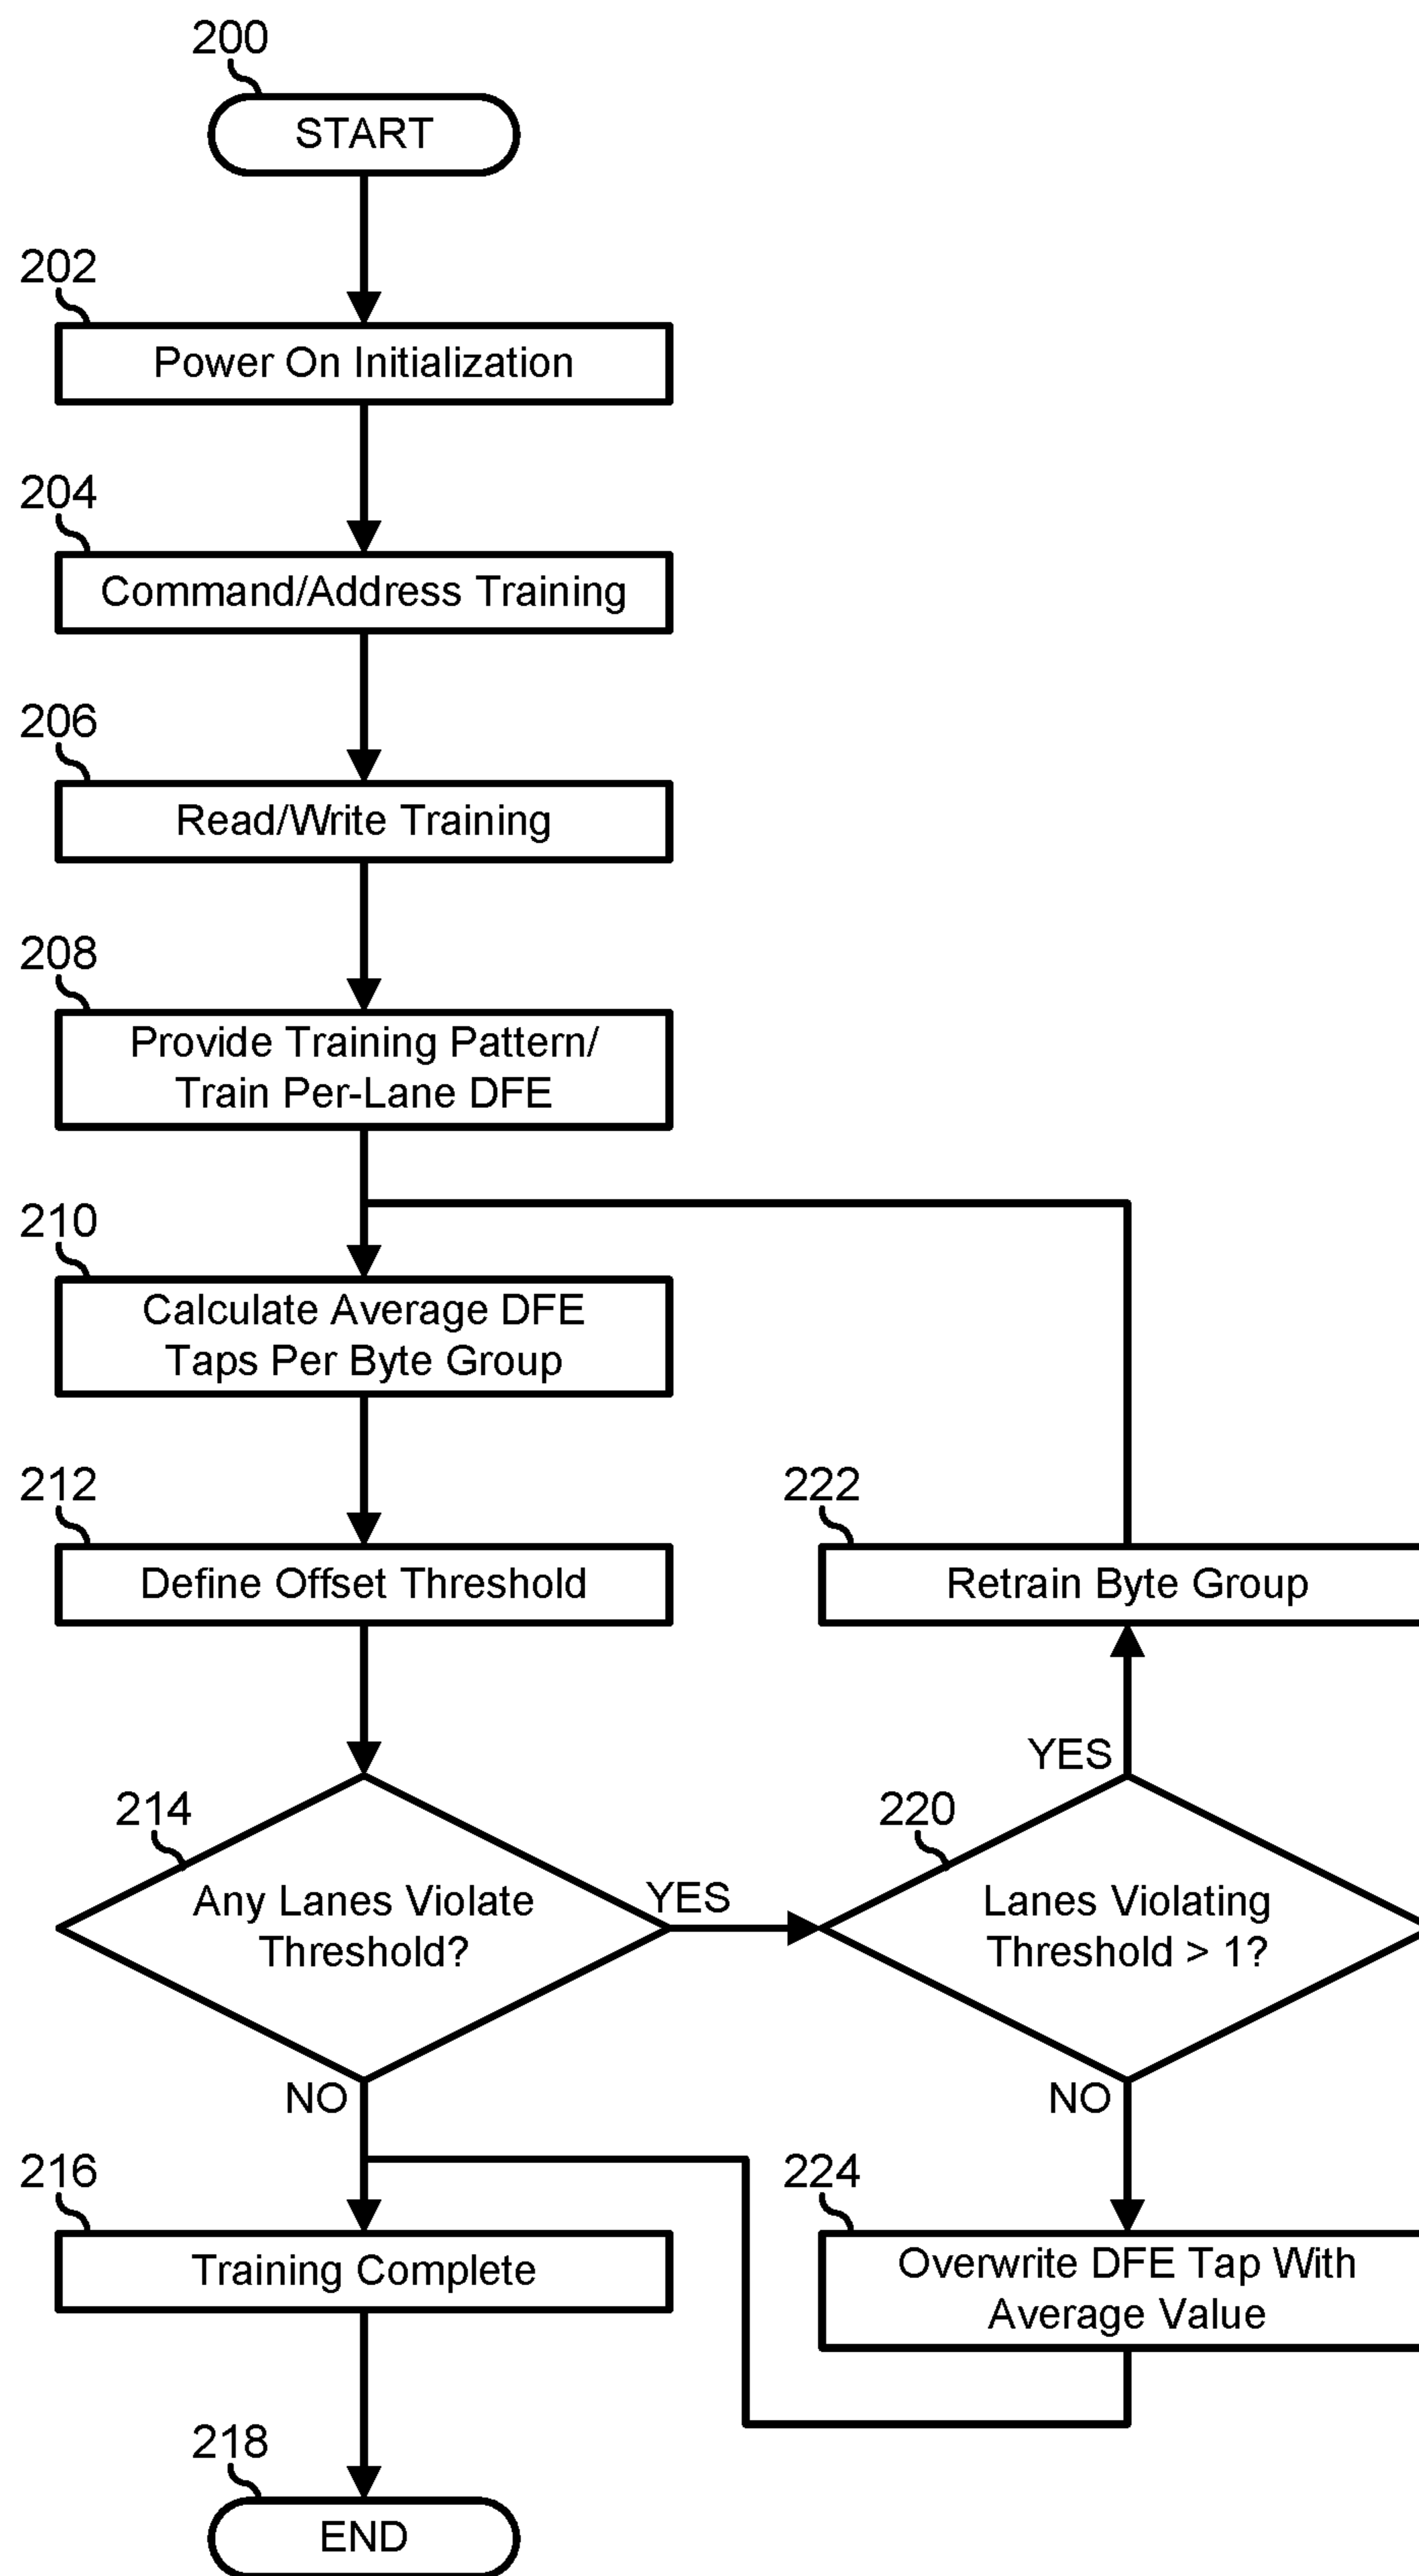 200
START
202
Power On Initialization
204
Command/Address Training
206
Read/Write Training
208
Provide Training Pattern/
Train Per-Lane DFE
210
Calculate Average DFE
Taps Per Byte Group
212
Define Offset Threshold
222
Retrain Byte Group
214
Any Lanes Violate
Threshold?
YES
NO
220
Lanes Violating
Threshold > 1?
YES
NO
216
Training Complete
224
Overwrite DFE Tap With
Average Value
218
END